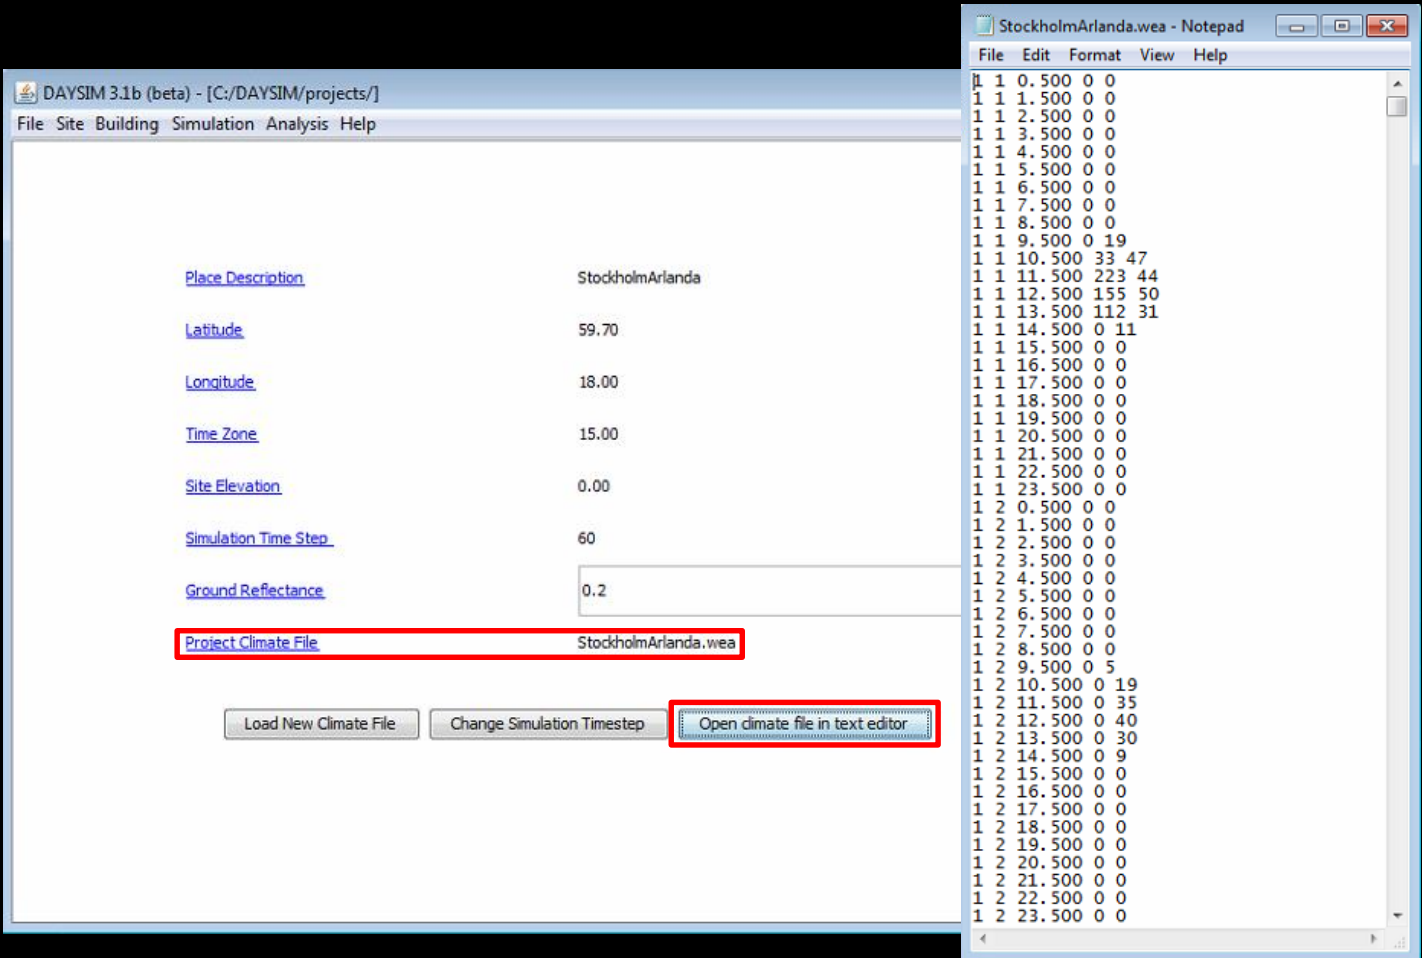 DAYSIM 3.1b (beta) - [C:/DAYSIM/projects/]
File Site Building Simulation Analysis Help
Place Description StockholmArlanda
Latitude 59.70
Longitude 18.00
Time Zone 15.00
Site Elevation 0.00
Simulation Time Step 60
Ground Reflectance 0.2
Project Climate File StockholmArlanda.wea
Load New Climate File Change Simulation Timestep Open climate file in text editor
StockholmArlanda.wea - Notepad
File Edit Format View Help
1 1 0.500 0 0
1 1 1.500 0 0
1 1 2.500 0 0
1 1 3.500 0 0
1 1 4.500 0 0
1 1 5.500 0 0
1 1 6.500 0 0
1 1 7.500 0 0
1 1 8.500 0 0
1 1 9.500 0 19
1 1 10.500 33 47
1 1 11.500 223 44
1 1 12.500 155 50
1 1 13.500 112 31
1 1 14.500 0 11
1 1 15.500 0 0
1 1 16.500 0 0
1 1 17.500 0 0
1 1 18.500 0 0
1 1 19.500 0 0
1 1 20.500 0 0
1 1 21.500 0 0
1 1 22.500 0 0
1 1 23.500 0 0
1 2 0.500 0 0
1 2 1.500 0 0
1 2 2.500 0 0
1 2 3.500 0 0
1 2 4.500 0 0
1 2 5.500 0 0
1 2 6.500 0 0
1 2 7.500 0 0
1 2 8.500 0 0
1 2 9.500 0 5
1 2 10.500 0 19
1 2 11.500 0 35
1 2 12.500 0 40
1 2 13.500 0 30
1 2 14.500 0 9
1 2 15.500 0 0
1 2 16.500 0 0
1 2 17.500 0 0
1 2 18.500 0 0
1 2 19.500 0 0
1 2 20.500 0 0
1 2 21.500 0 0
1 2 22.500 0 0
1 2 23.500 0 0